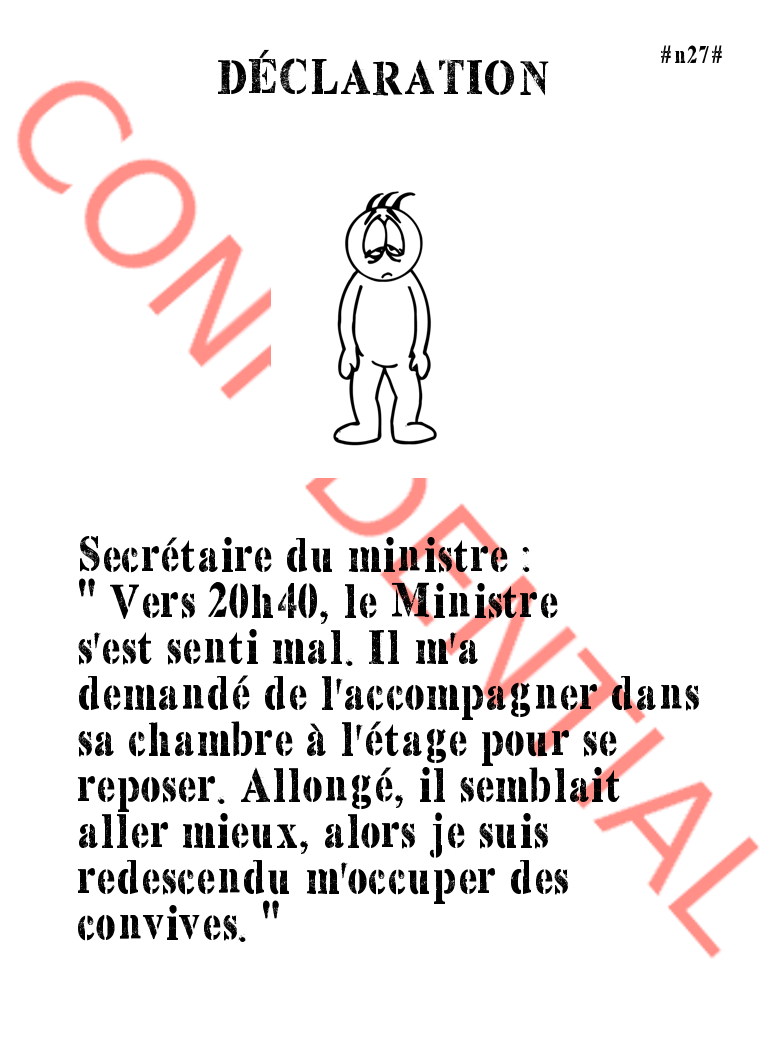 #n27#
DÉCLARATION
CONFIDENTIAL
Secrétaire du ministre :
" Vers 20h40, le Ministre
s'est senti mal. Il m'a
demandé de l'accompagner dans
sa chambre à l'étage pour se
reposer. Allongé, il semblait
aller mieux, alors je suis
redescendu m'occuper des
convives. "